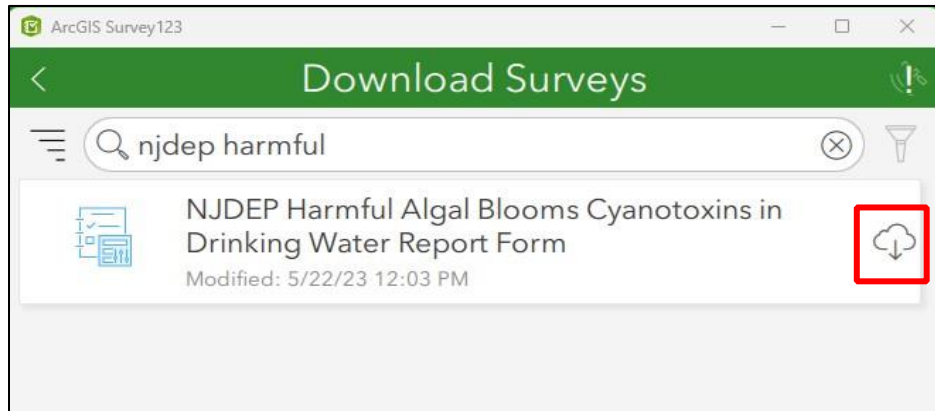 ArcGIS Survey123
Download Surveys
njdep harmful
NJDEP Harmful Algal Blooms Cyanotoxins in
Drinking Water Report Form
Modified: 5/22/23 12:03 PM